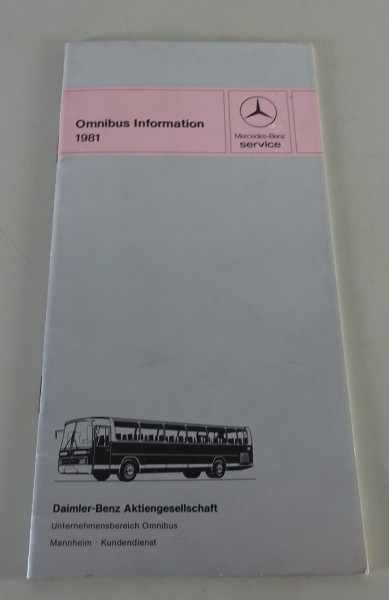 Omnibus Information
1981
Mercedes-Benz
service
Daimler-Benz Aktiengesellschaft
Unternehmensbereich Omnibus
Mannheim · Kundendienst